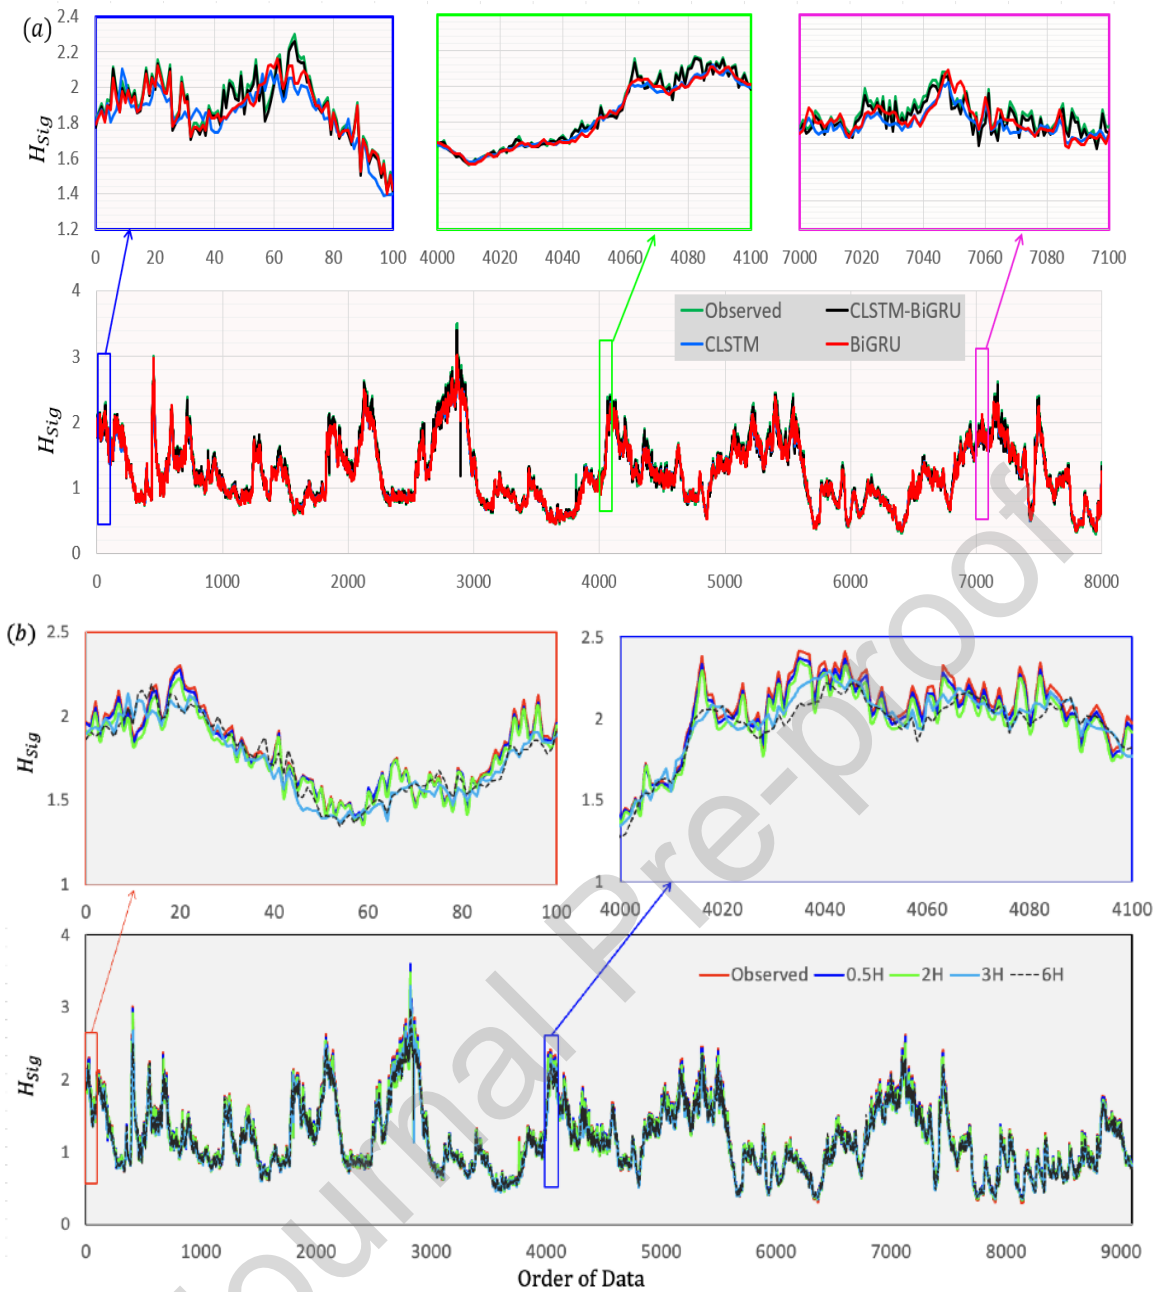 (a)
2.4
2.2
2
1.8
1.6
1.4
1.2
H_Sig
0 20 40 60 80 100
4000 4020 4040 4060 4080 4100
7000 7020 7040 7060 7080 7100
4
3
2
1
0
H_Sig
Observed CLSTM-BiGRU
CLSTM BiGRU
0 1000 2000 3000 4000 5000 6000 7000 8000
(b)
2.5
2
1.5
1
H_Sig
0 20 40 60 80 100
2.5
2
1.5
1
4000 4020 4040 4060 4080 4100
4
3
2
1
0
H_Sig
Observed 0.5H 2H 3H 6H
0 1000 2000 3000 4000 5000 6000 7000 8000 9000
Order of Data
Journal Pre-proof